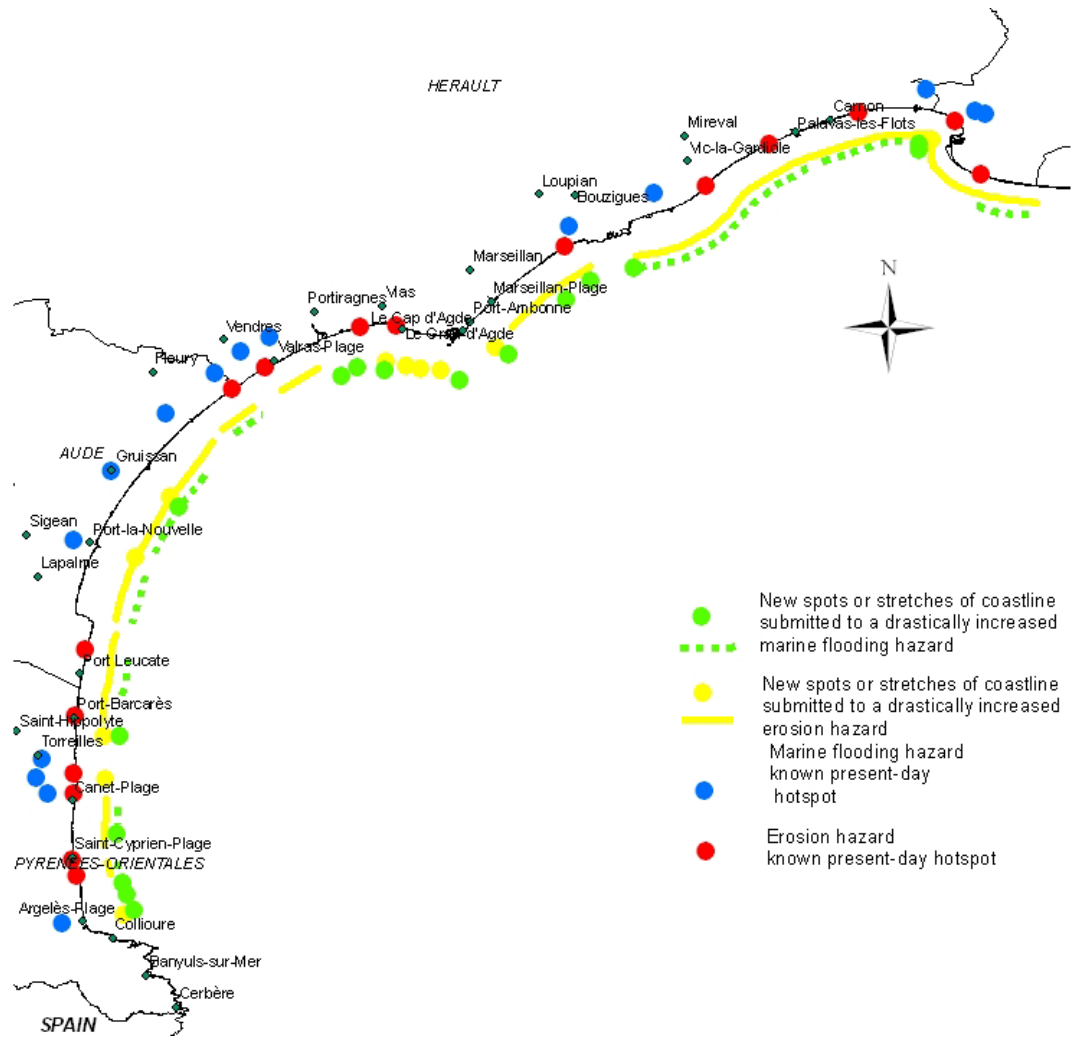 HERAULT
Carnon
Palavas-les-Flots
Mireval
Vic-la-Gardiole
Loupian
Bouzigues
Marseillan
N
Marseillan-Plage
Vias
Portiragnes
Port-Ambonne
Le Cap d'Agde
Le Grau d'Agde
Vendres
Valras-Plage
Fleury
AUDE
Gruissan
Sigean
Port-la-Nouvelle
Lapalme
New spots or stretches of coastline
submitted to a drastically increased
marine flooding hazard
Port Leucate
New spots or stretches of coastline
submitted to a drastically increased
erosion hazard
Port-Barcarès
Saint-Hippolyte
Torreilles
Marine flooding hazard
known present-day
hotspot
Canet-Plage
Erosion hazard
known present-day hotspot
Saint-Cyprien-Plage
PYRENEES-ORIENTALES
Argelès-Plage
Collioure
Banyuls-sur-Mer
Cerbère
SPAIN